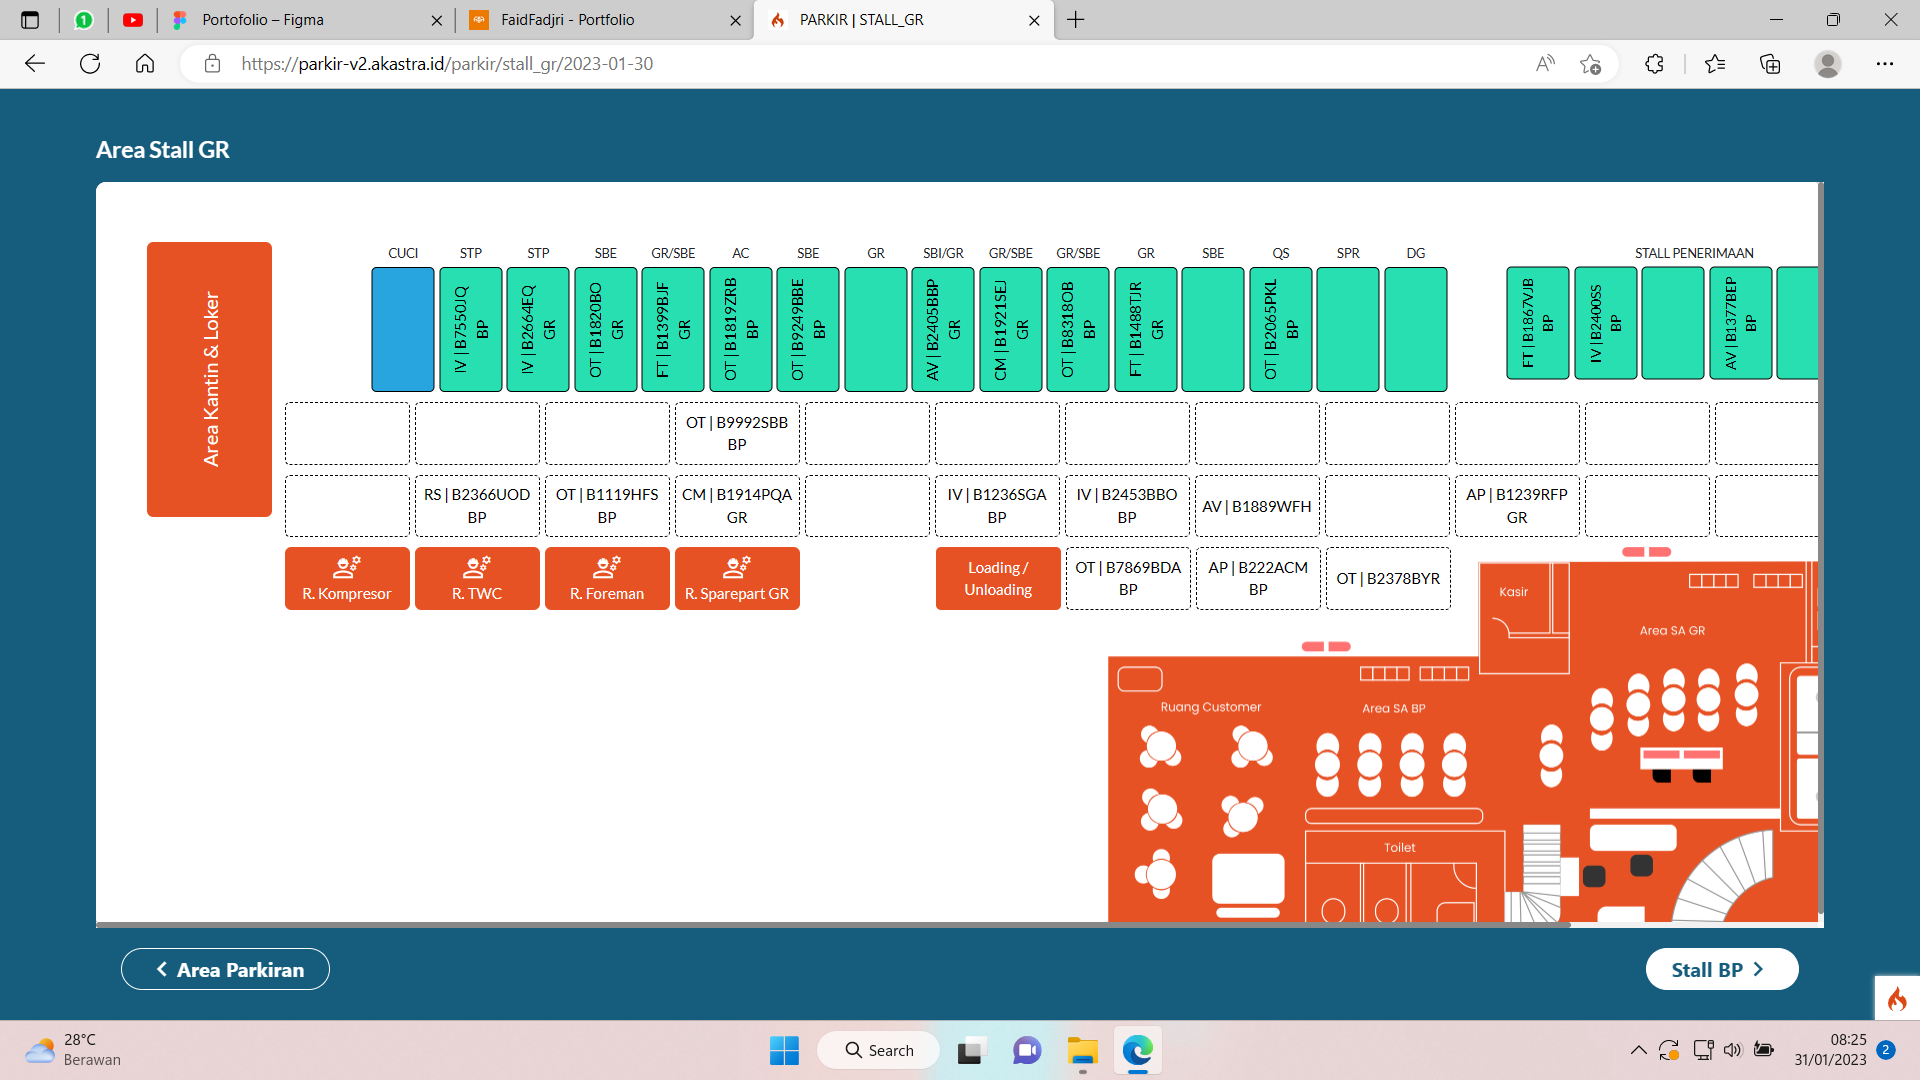 1
Portofolio – Figma
FaidFadjri - Portfolio
PARKIR | STALL_GR
https://parkir-v2.akastra.id/parkir/stall_gr/2023-01-30
Area Stall GR
Area Kantin & Loker
CUCI STP STP SBE GR/SBE AC SBE GR SBI/GR GR/SBE GR/SBE GR SBE QS SPR DG STALL PENERIMAAN
IV | B7550JQ
BP
IV | B2664EQ
GR
OT | B1820BO
GR
FT | B1399BJF
GR
OT | B1819ZRB
BP
OT | B9249BBE
BP
AV | B2405BBP
GR
CM | B1921SEJ
GR
OT | B8318OB
BP
FT | B1488TJR
GR
OT | B2065PKL
BP
FT | B1867VJB
BP
IV | B2400SS
BP
AV | B1377BEP
BP
OT | B9992SBB
BP
RS | B2366UOD
BP
OT | B1119HFS
BP
CM | B1914PQA
GR
IV | B1236SGA
BP
IV | B2453BBO
BP
AV | B1889WFH
AP | B1239RFP
GR
R. Kompresor
R. TWC
R. Foreman
R. Sparepart GR
Loading /
Unloading
OT | B7869BDA
BP
AP | B222ACM
BP
OT | B2378BYR
Kasir
Area SA GR
Ruang Customer
Area SA BP
Toilet
Area Parkiran
Stall BP
28°C
Berawan
Search
08:25
31/01/2023
2